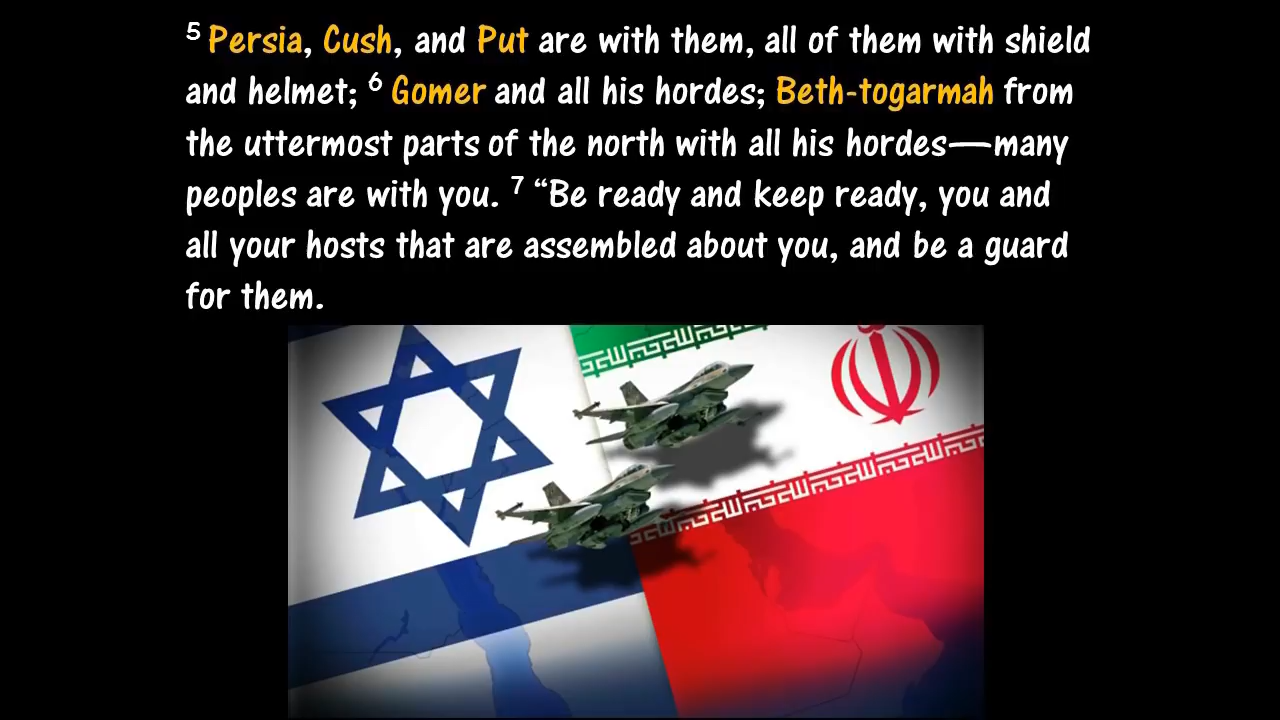 ⁵ Persia, Cush, and Put are with them, all of them with shield
and helmet; ⁶ Gomer and all his hordes; Beth-togarmah from
the uttermost parts of the north with all his hordes—many
peoples are with you. ⁷ “Be ready and keep ready, you and
all your hosts that are assembled about you, and be a guard
for them.